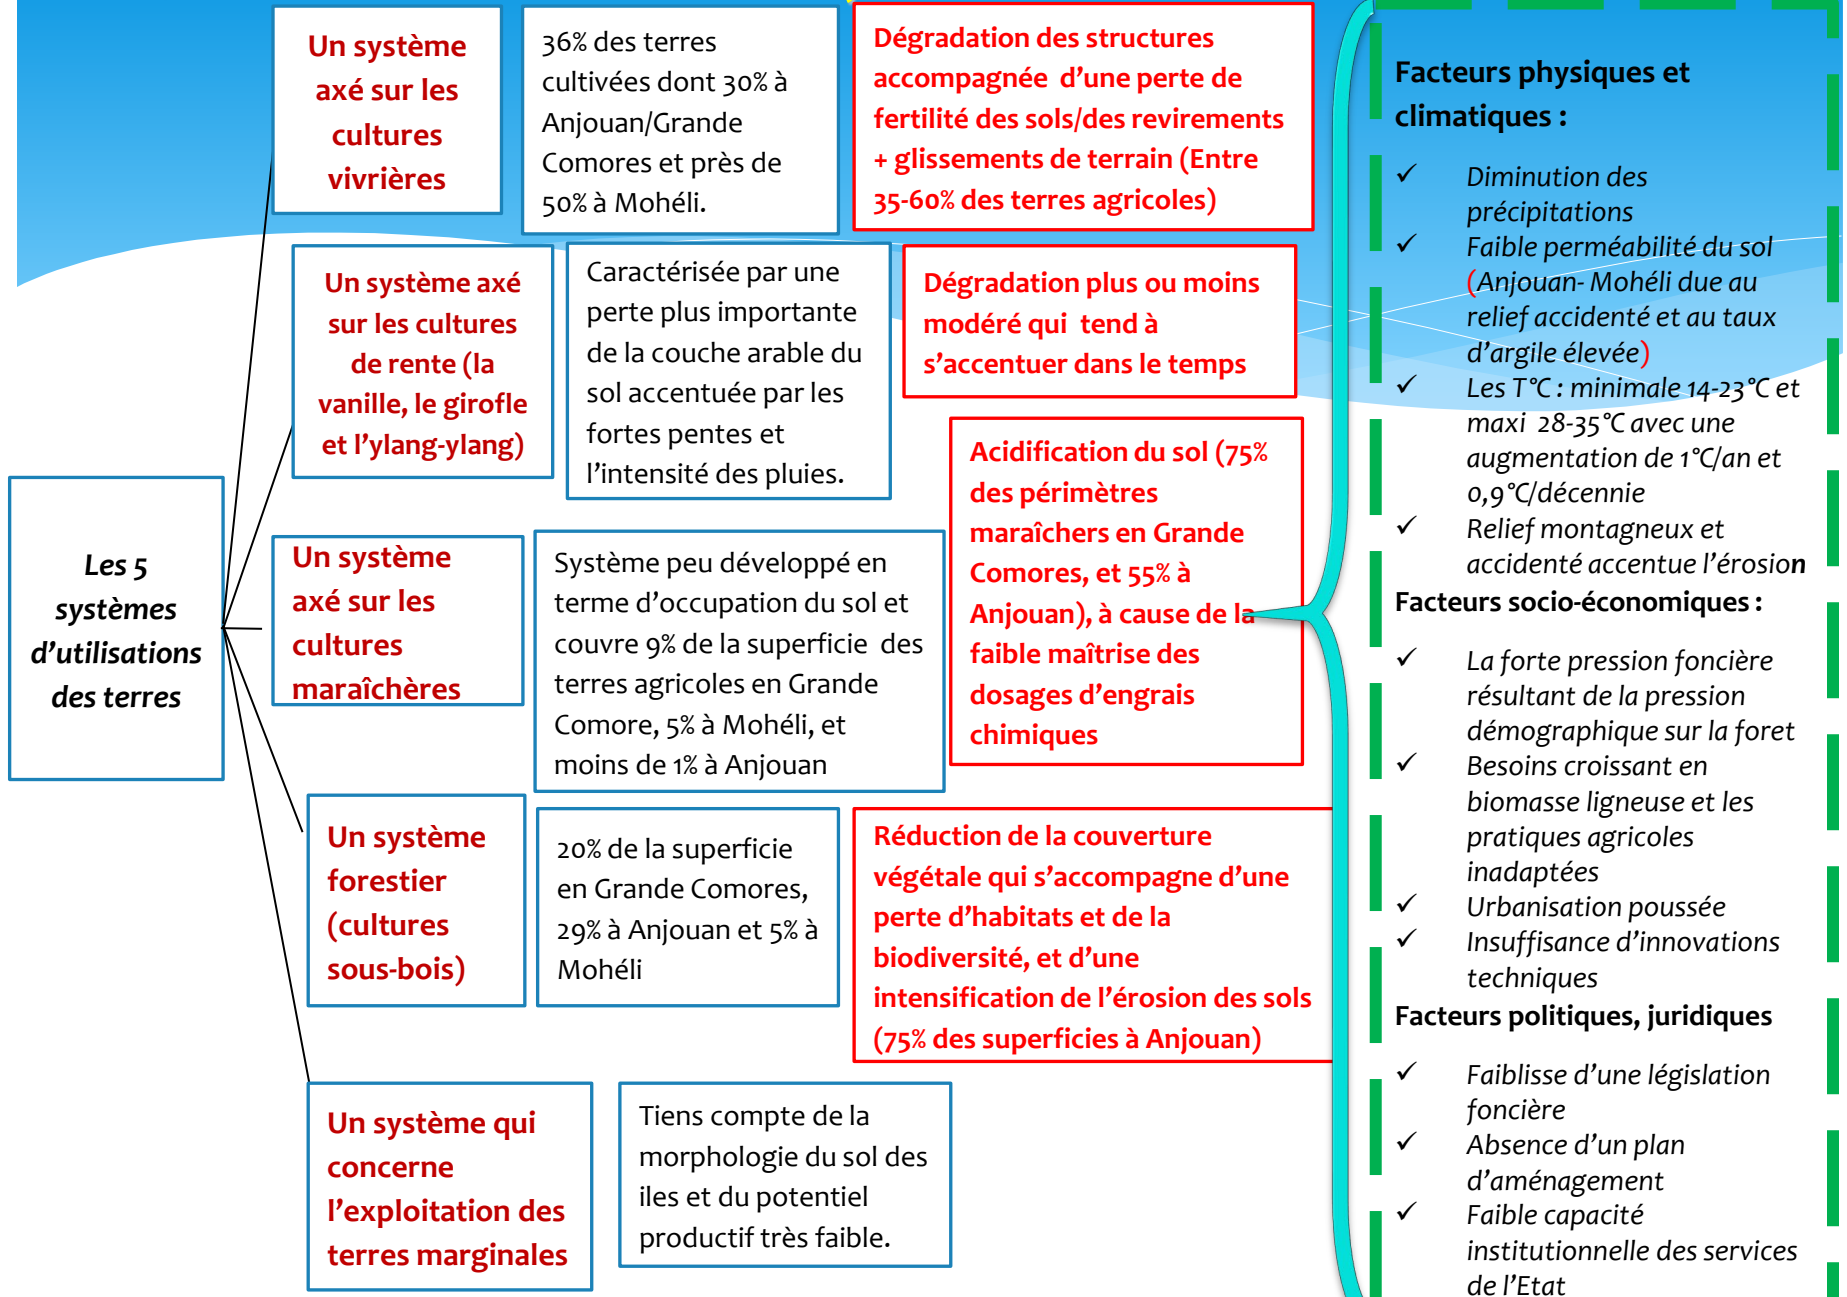 Les 5
systèmes
d’utilisations
des terres
Un système
axé sur les
cultures
vivrières
36% des terres
cultivées dont 30% à
Anjouan/Grande
Comores et près de
50% à Mohéli.
Dégradation des structures
accompagnée d’une perte de
fertilité des sols/des revirements
+ glissements de terrain (Entre
35-60% des terres agricoles)
Un système axé
sur les cultures
de rente (la
vanille, le girofle
et l’ylang-ylang)
Caractérisée par une
perte plus importante
de la couche arable du
sol accentuée par les
fortes pentes et
l’intensité des pluies.
Dégradation plus ou moins
modéré qui tend à
s’accentuer dans le temps
Un système
axé sur les
cultures
maraîchères
Système peu développé en
terme d’occupation du sol et
couvre 9% de la superficie des
terres agricoles en Grande
Comore, 5% à Mohéli, et
moins de 1% à Anjouan
Acidification du sol (75%
des périmètres
maraîchers en Grande
Comores, et 55% à
Anjouan), à cause de la
faible maîtrise des
dosages d’engrais
chimiques
Un système
forestier
(cultures
sous-bois)
20% de la superficie
en Grande Comores,
29% à Anjouan et 5% à
Mohéli
Réduction de la couverture
végétale qui s’accompagne d’une
perte d’habitats et de la
biodiversité, et d’une
intensification de l’érosion des sols
(75% des superficies à Anjouan)
Un système qui
concerne
l’exploitation des
terres marginales
Tiens compte de la
morphologie du sol des
iles et du potentiel
productif très faible.
Facteurs physiques et
climatiques :
✓ Diminution des
précipitations
✓ Faible perméabilité du sol
(Anjouan- Mohéli due au
relief accidenté et au taux
d’argile élevée)
✓ Les T°C : minimale 14-23°C et
maxi 28-35°C avec une
augmentation de 1°C/an et
0,9°C/décennie
✓ Relief montagneux et
accidenté accentue l’érosion
Facteurs socio-économiques :
✓ La forte pression foncière
résultant de la pression
démographique sur la foret
✓ Besoins croissant en
biomasse ligneuse et les
pratiques agricoles
inadaptées
✓ Urbanisation poussée
✓ Insuffisance d’innovations
techniques
Facteurs politiques, juridiques
✓ Faiblisse d’une législation
foncière
✓ Absence d’un plan
d’aménagement
✓ Faible capacité
institutionnelle des services
de l’Etat